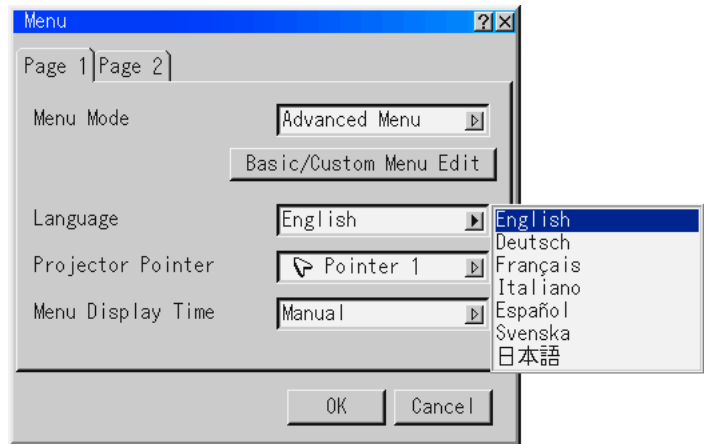 Menu
Page 1 Page 2
Menu Mode Advanced Menu
Basic/Custom Menu Edit
Language English
Projector Pointer Pointer 1
Menu Display Time Manual
English
Deutsch
Français
Italiano
Español
Svenska
日本語
OK Cancel